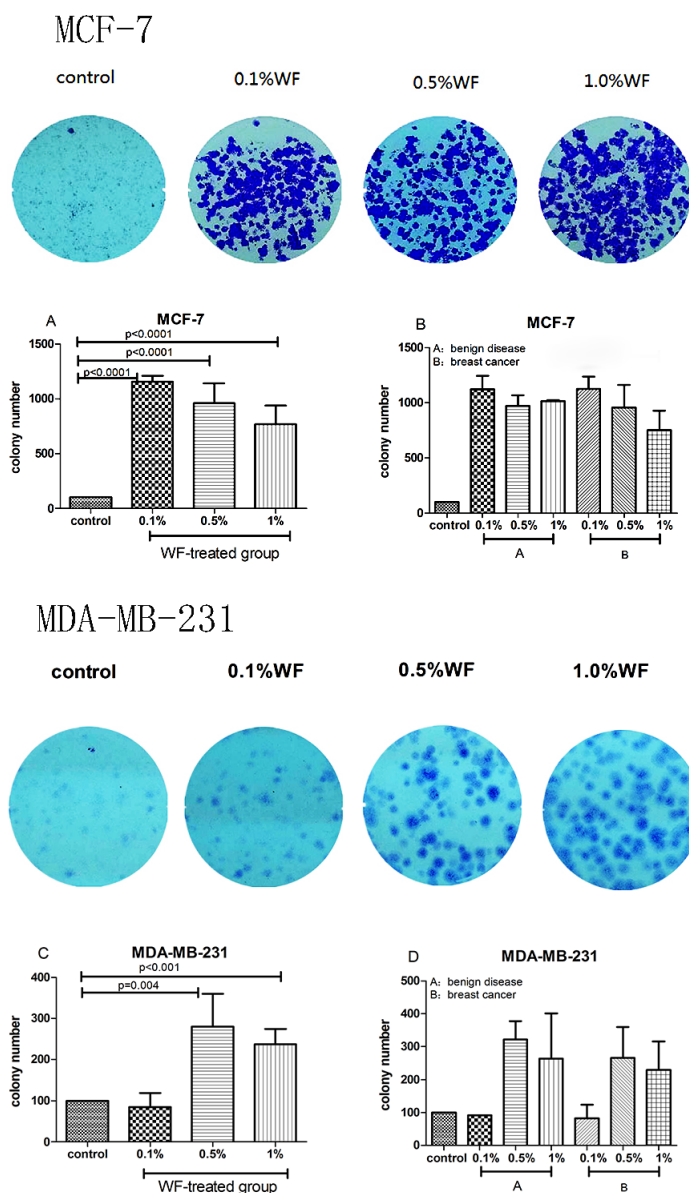 MCF-7
control 0.1%WF 0.5%WF 1.0%WF
A
MCF-7
p<0.0001
p<0.0001
p<0.0001
colony number
1500
1000
500
0
control 0.1% 0.5% 1%
WF-treated group
B
MCF-7
A: benign disease
B: breast cancer
colony number
1500
1000
500
0
control 0.1% 0.5% 1% 0.1% 0.5% 1%
A B
MDA-MB-231
control 0.1%WF 0.5%WF 1.0%WF
C
MDA-MB-231
p<0.001
p=0.004
colony number
400
300
200
100
0
control 0.1% 0.5% 1%
WF-treated group
D
MDA-MB-231
A: benign disease
B: breast cancer
colony number
500
400
300
200
100
0
control 0.1% 0.5% 1% 0.1% 0.5% 1%
A B